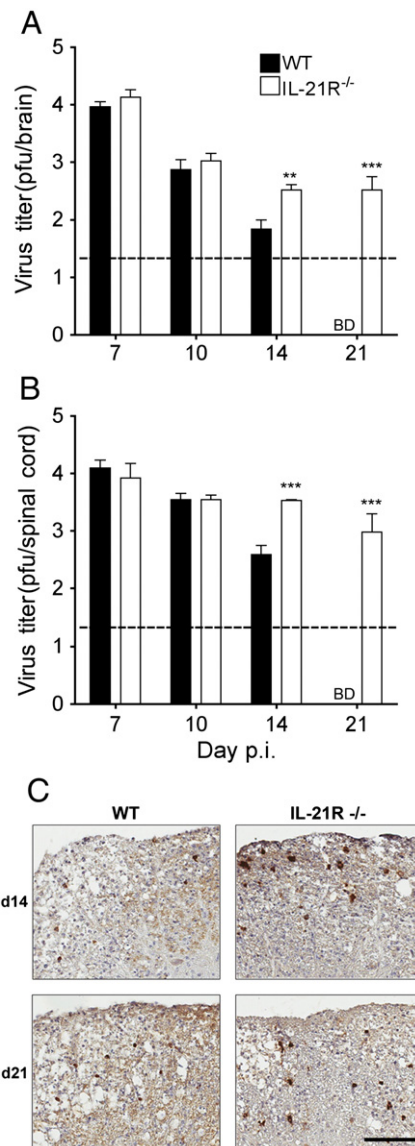 A
WT
IL-21R-/-
Virus titer (pfu/brain)
5
4
3
2
1
0
**
***
BD
7 10 14 21
B
Virus titer (pfu/spinal cord)
5
4
3
2
1
0
***
***
BD
7 10 14 21
Day p.i.
C
WT IL-21R -/-
d14
d21